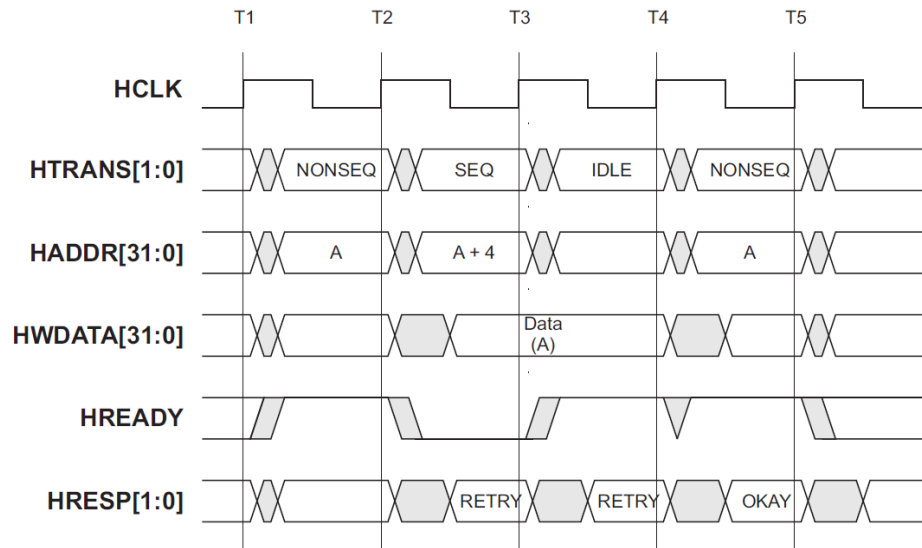 T1 T2 T3 T4 T5
HCLK
HTRANS[1:0] NONSEQ SEQ IDLE NONSEQ
HADDR[31:0] A A + 4 A
HWDATA[31:0] Data
(A)
HREADY
HRESP[1:0] RETRY RETRY OKAY